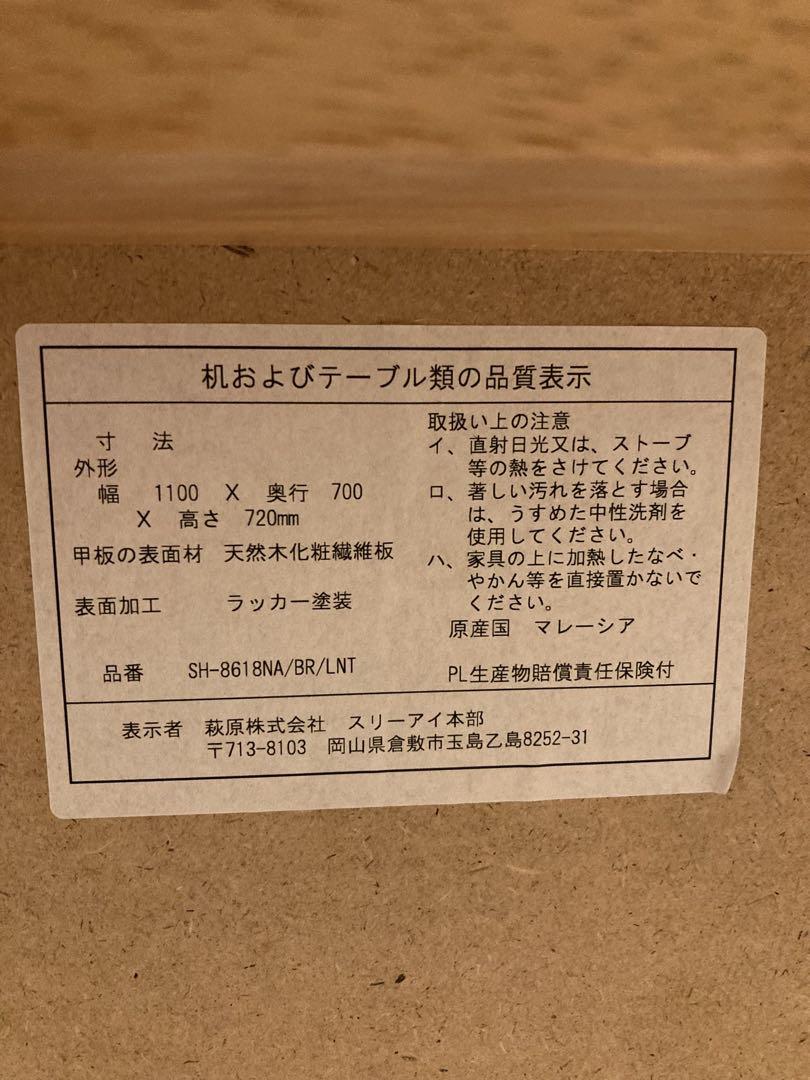 机およびテーブル類の品質表示
寸 法
外形
幅 1100 X 奥行 700
X 高さ 720mm
甲板の表面材 天然木化粧繊維板
表面加工 ラッカー塗装
品番 SH-8618NA/BR/LNT
取扱い上の注意
イ、直射日光又は、ストーブ
等の熱をさけてください。
ロ、著しい汚れを落とす場合
は、うすめた中性洗剤を
使用してください。
ハ、家具の上に加熱したなべ・
やかん等を直接置かないで
ください。
原産国 マレーシア
PL生産物賠償責任保険付
表示者 萩原株式会社 スリーアイ本部
〒713-8103 岡山県倉敷市玉島乙島8252-31